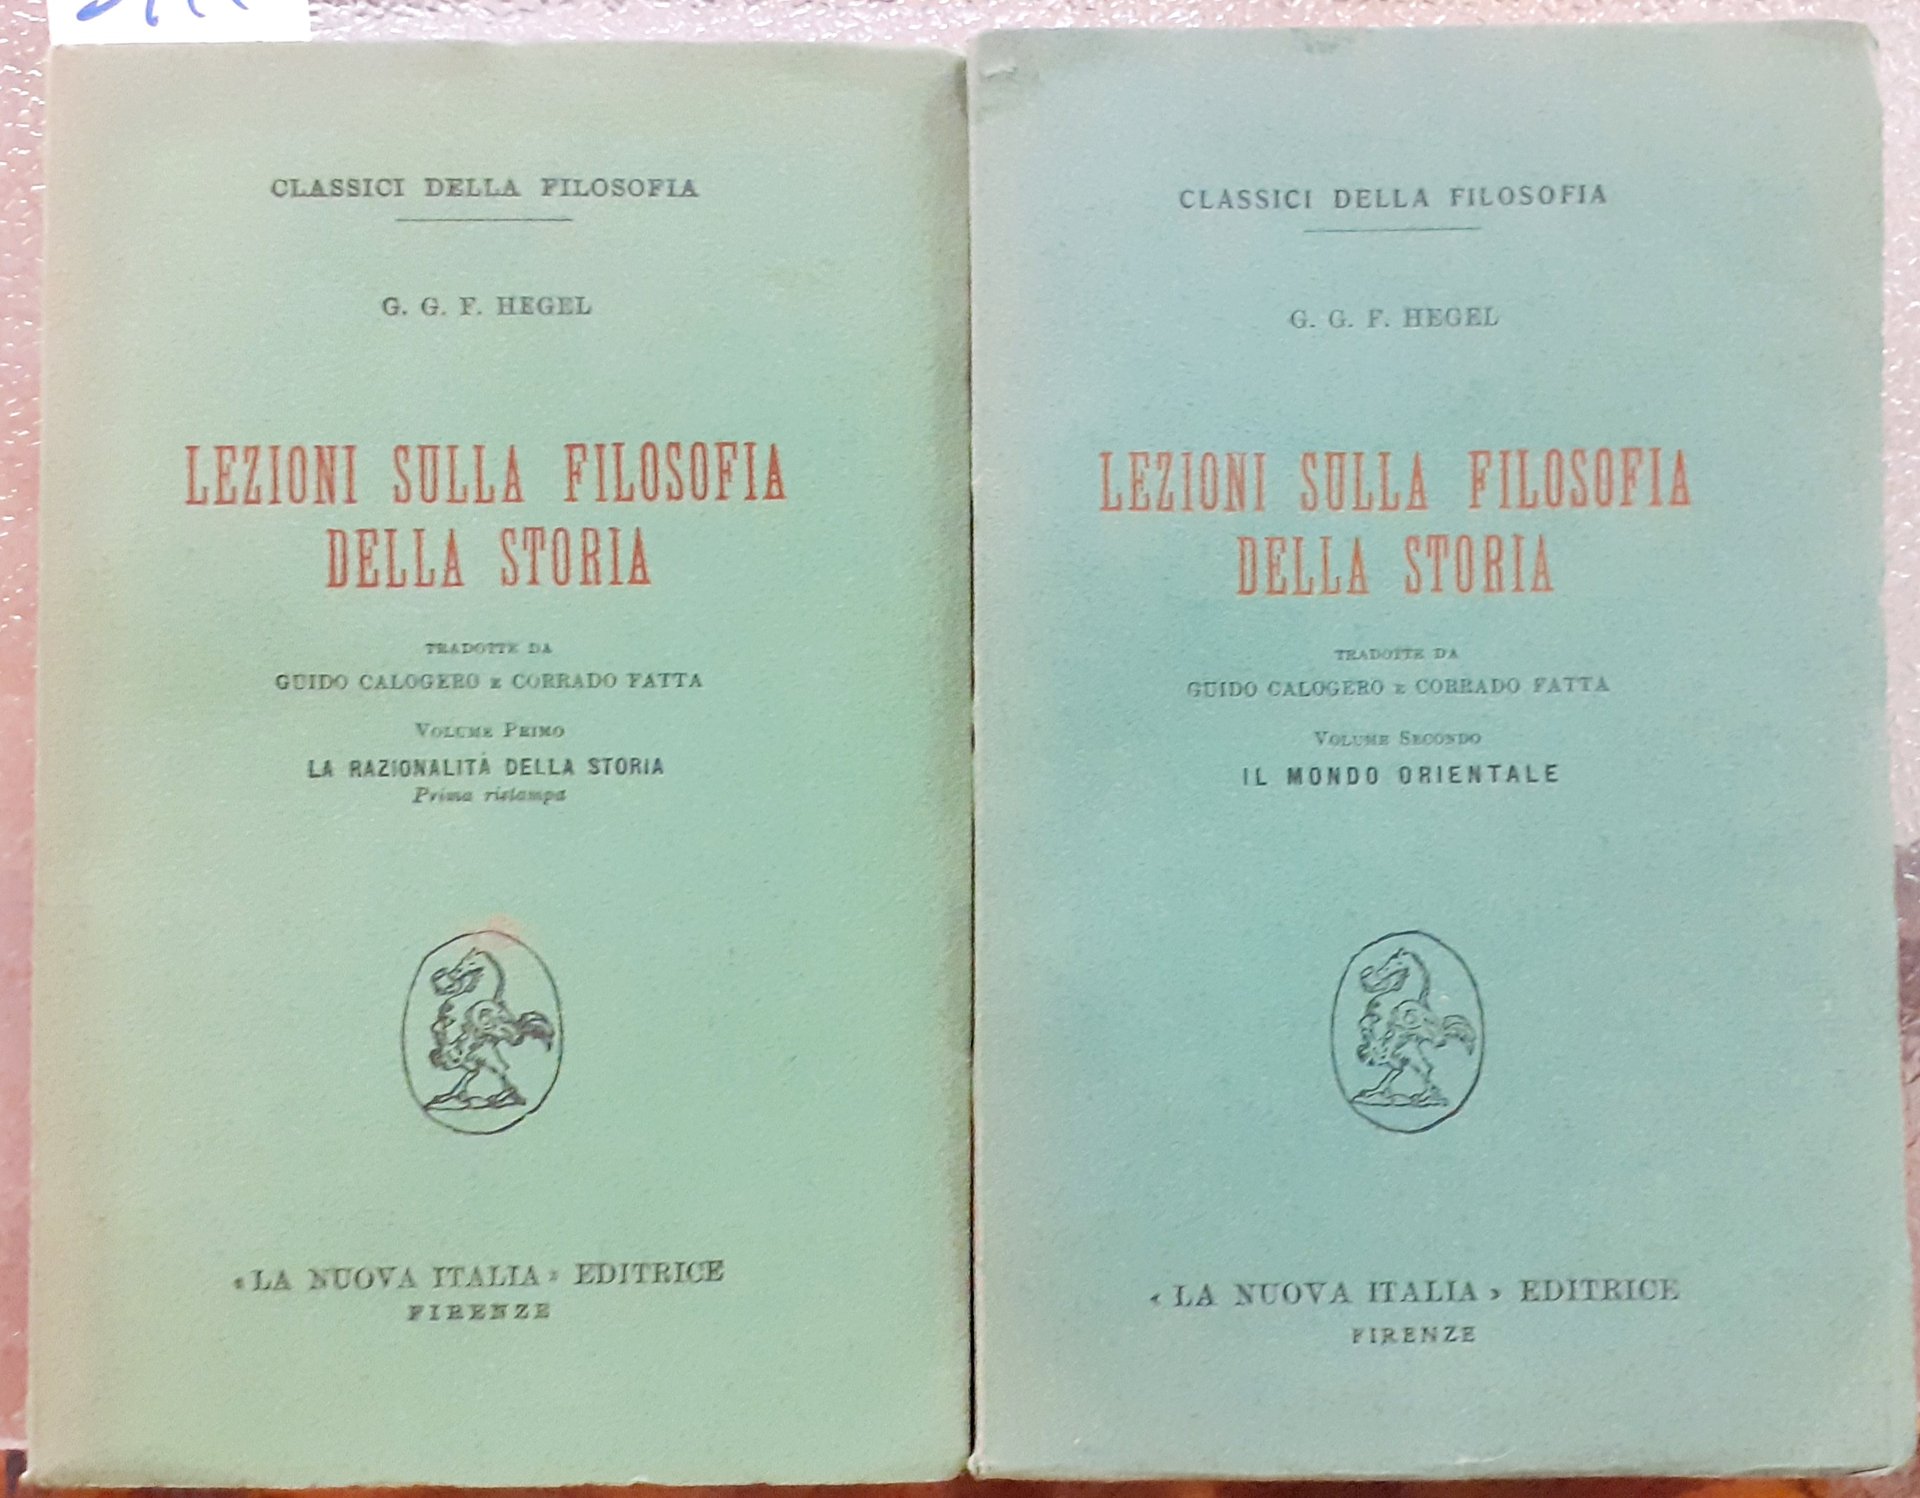 CLASSICI DELLA FILOSOFIA
G. G. F. HEGEL
LEZIONI SULLA FILOSOFIA
DELLA STORIA
TRADOTTE DA
GUIDO CALOGERO E CORRADO FATTA
VOLUME PRIMO
LA RAZIONALITÀ DELLA STORIA
Prima ristampa
«LA NUOVA ITALIA» EDITRICE
FIRENZE
CLASSICI DELLA FILOSOFIA
G. G. F. HEGEL
LEZIONI SULLA FILOSOFIA
DELLA STORIA
TRADOTTE DA
GUIDO CALOGERO E CORRADO FATTA
VOLUME SECONDO
IL MONDO ORIENTALE
«LA NUOVA ITALIA» EDITRICE
FIRENZE